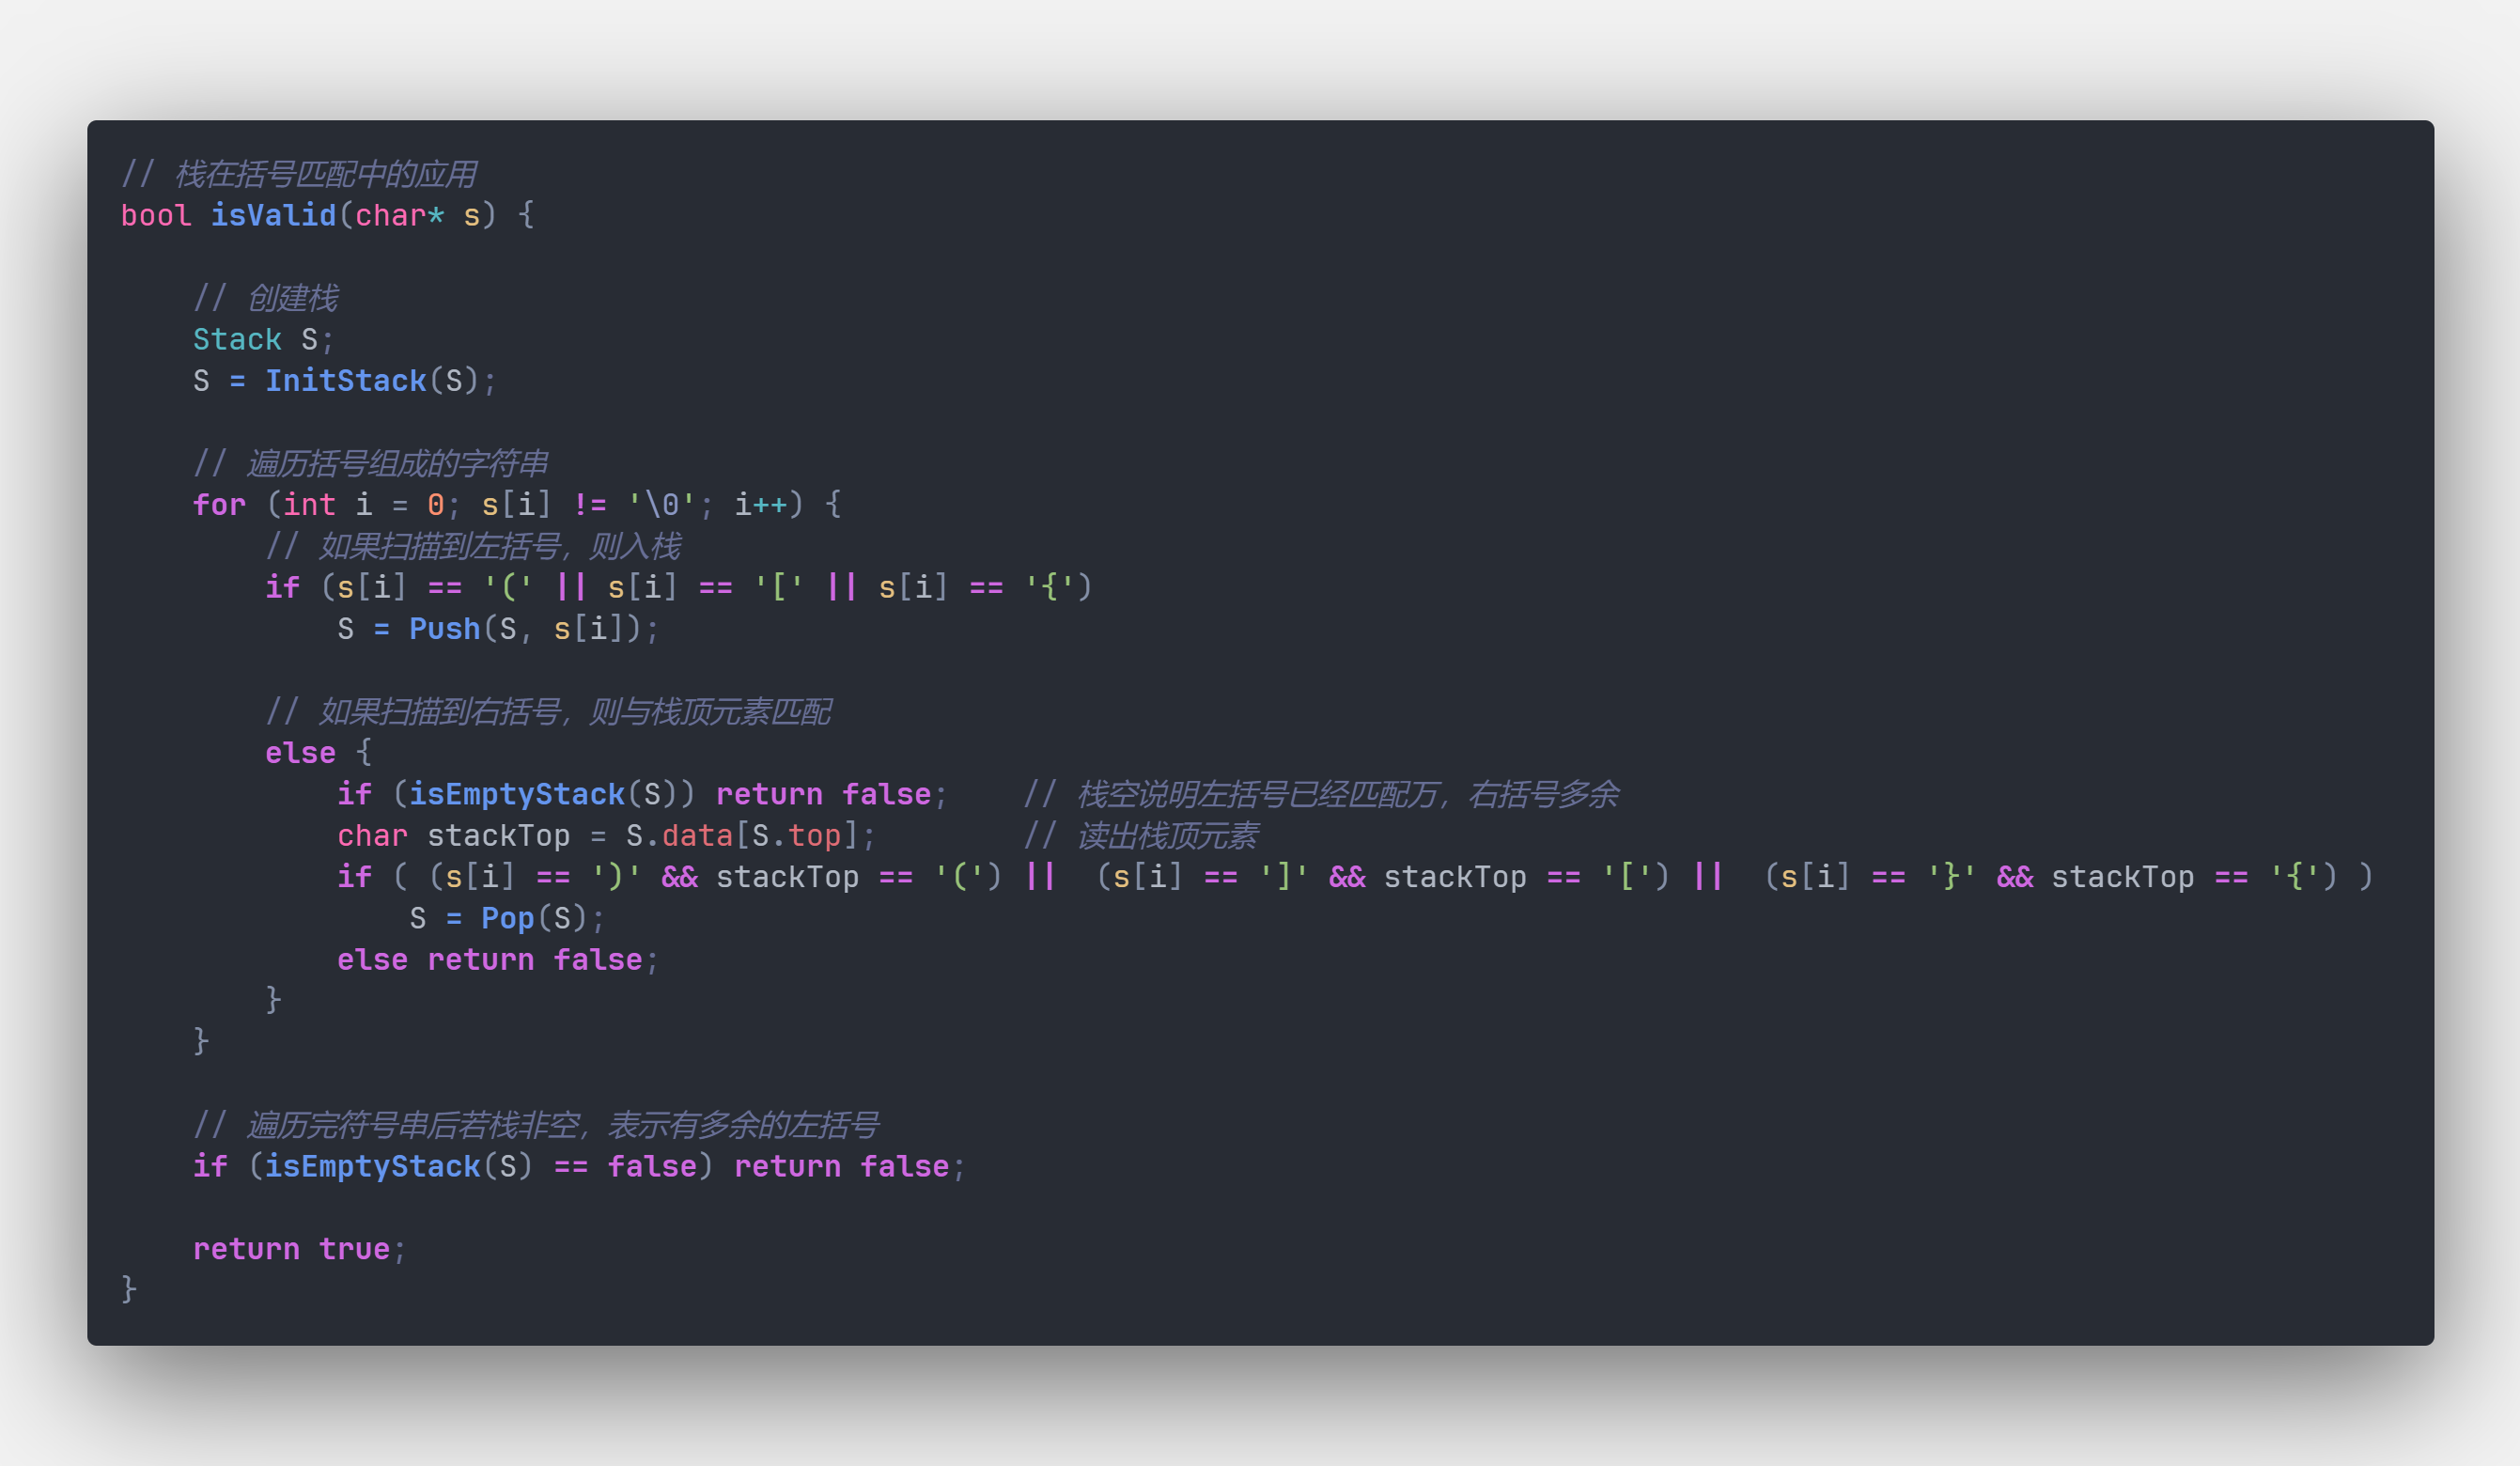 // 栈在括号匹配中的应用
bool isValid(char* s) {
    // 创建栈
    Stack S;
    S = InitStack(S);
    // 遍历括号组成的字符串
    for (int i = 0; s[i] != '\0'; i++) {
        // 如果扫描到左括号，则入栈
        if (s[i] == '(' || s[i] == '[' || s[i] == '{')
            S = Push(S, s[i]);
        // 如果扫描到右括号，则与栈顶元素匹配
        else {
            if (isEmptyStack(S)) return false;    // 栈空说明左括号已经匹配万，右括号多余
            char stackTop = S.data[S.top];        // 读出栈顶元素
            if ( (s[i] == ')' && stackTop == '(') ||  (s[i] == ']' && stackTop == '[') ||  (s[i] == '}' && stackTop == '{') )
                S = Pop(S);
            else return false;
        }
    }
    // 遍历完符号串后若栈非空，表示有多余的左括号
    if (isEmptyStack(S) == false) return false;
    return true;
}